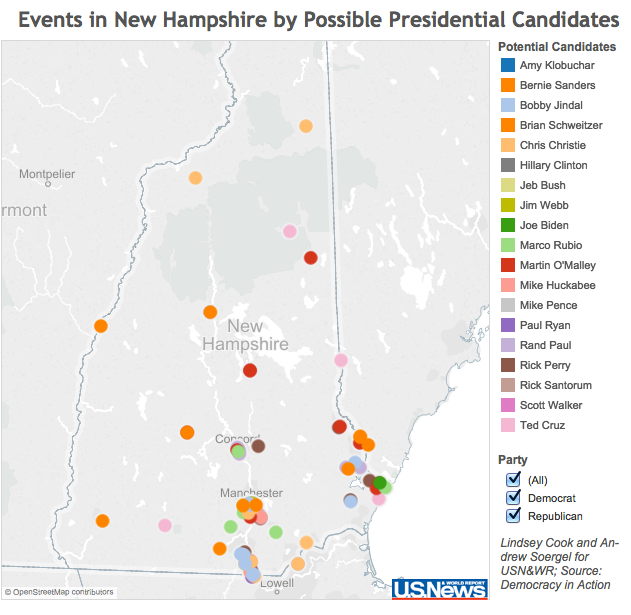 Events in New Hampshire by Possible Presidential Candidates
Potential Candidates
Amy Klobuchar
Bernie Sanders
Bobby Jindal
Brian Schweitzer
Chris Christie
Hillary Clinton
Jeb Bush
Jim Webb
Joe Biden
Marco Rubio
Martin O'Malley
Mike Huckabee
Mike Pence
Paul Ryan
Rand Paul
Rick Perry
Rick Santorum
Scott Walker
Ted Cruz
Montpelier
rmont
New
Hampshire
Concord
Manchester
Lowell
Party
(All)
Democrat
Republican
Lindsey Cook and An-
drew Soergel for
USN&WR; Source:
Democracy in Action
© OpenStreetMap contributors
USNews
& WORLD REPORT